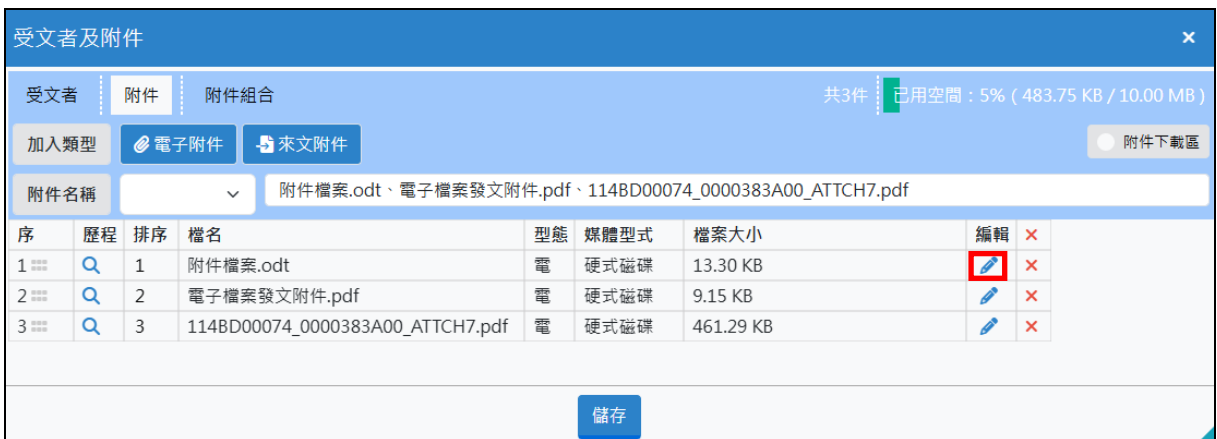 受文者及附件 ×
受文者 附件 附件組合 共3件 已用空間：5% ( 483.75 KB / 10.00 MB )
加入類型 電子附件 來文附件 附件下載區
附件名稱 附件檔案.odt、電子檔案發文附件.pdf、114BD00074_0000383A00_ATTCH7.pdf
序 歷程 排序 檔名 型態 媒體型式 檔案大小 編輯 ×
1 1 附件檔案.odt 電 硬式磁碟 13.30 KB ×
2 2 電子檔案發文附件.pdf 電 硬式磁碟 9.15 KB ×
3 3 114BD00074_0000383A00_ATTCH7.pdf 電 硬式磁碟 461.29 KB ×
儲存